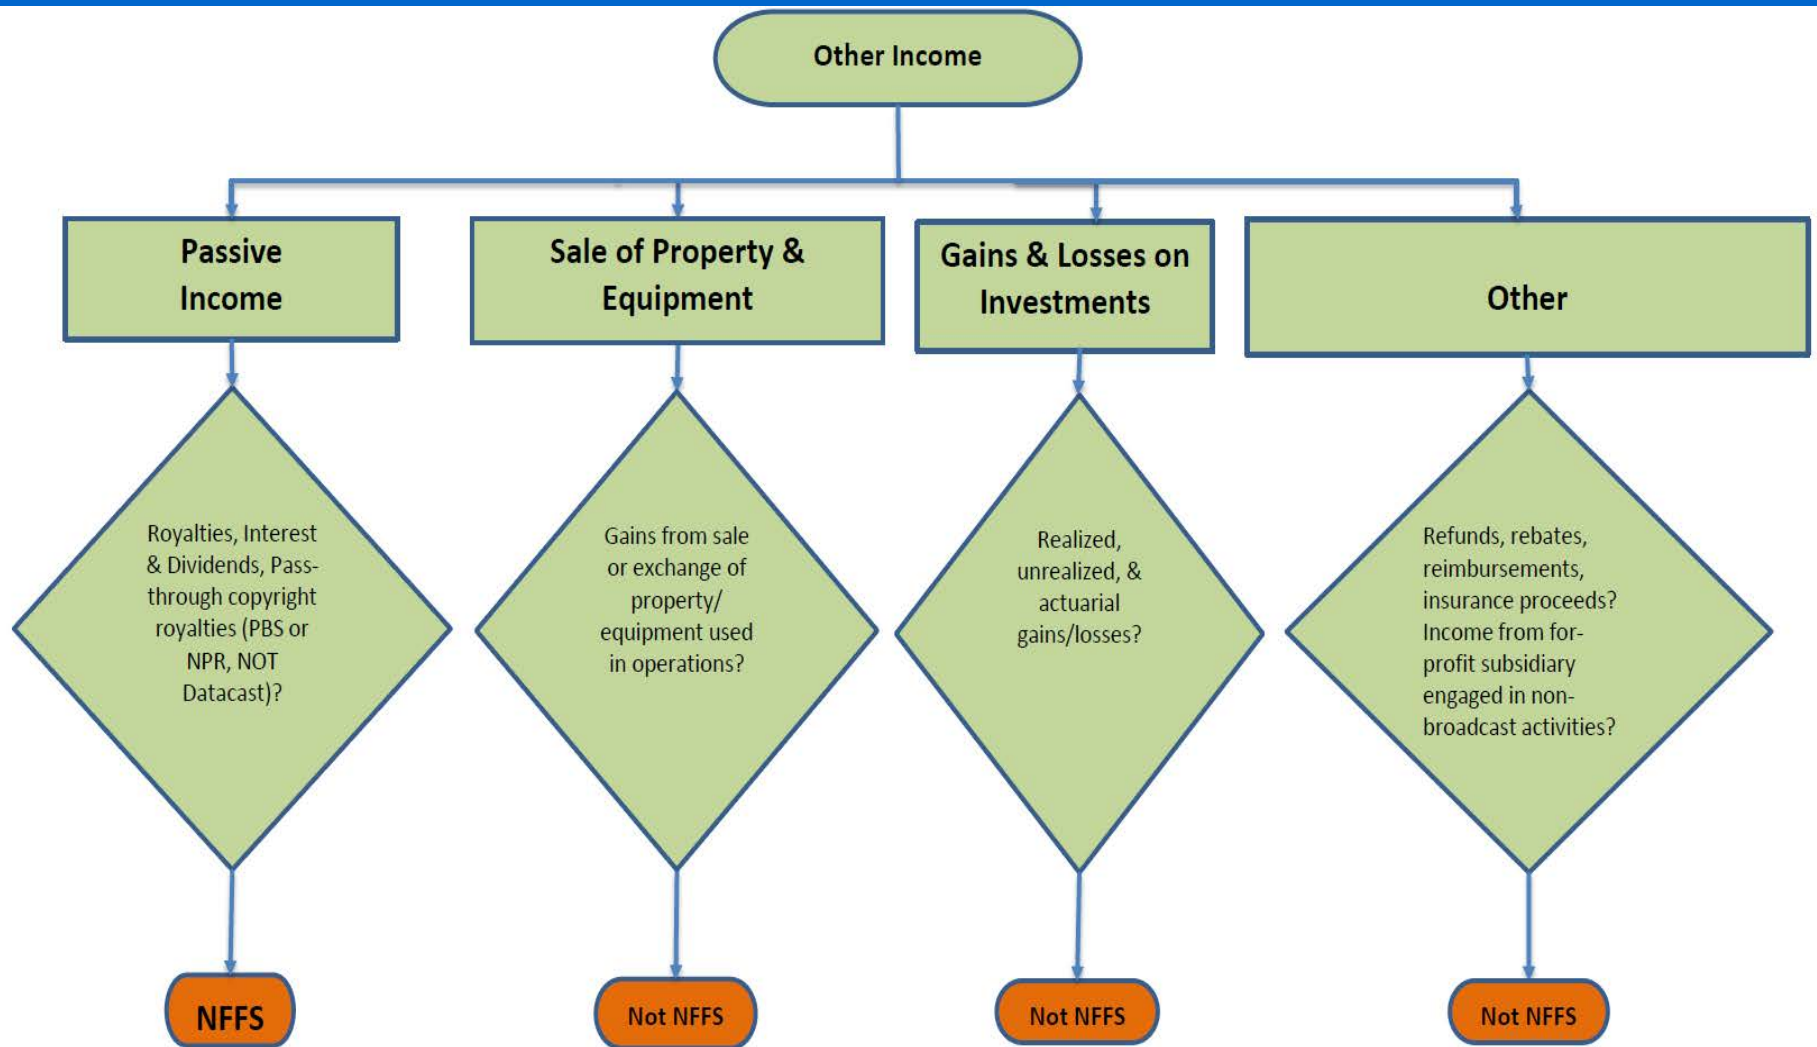 Other Income
Passive
Income
Sale of Property &
Equipment
Gains & Losses on
Investments
Other
Royalties, Interest
& Dividends, Pass-
through copyright
royalties (PBS or
NPR, NOT
Datacast)?
Gains from sale
or exchange of
property/
equipment used
in operations?
Realized,
unrealized, &
actuarial
gains/losses?
Refunds, rebates,
reimbursements,
insurance proceeds?
Income from for-
profit subsidiary
engaged in non-
broadcast activities?
NFFS
Not NFFS
Not NFFS
Not NFFS